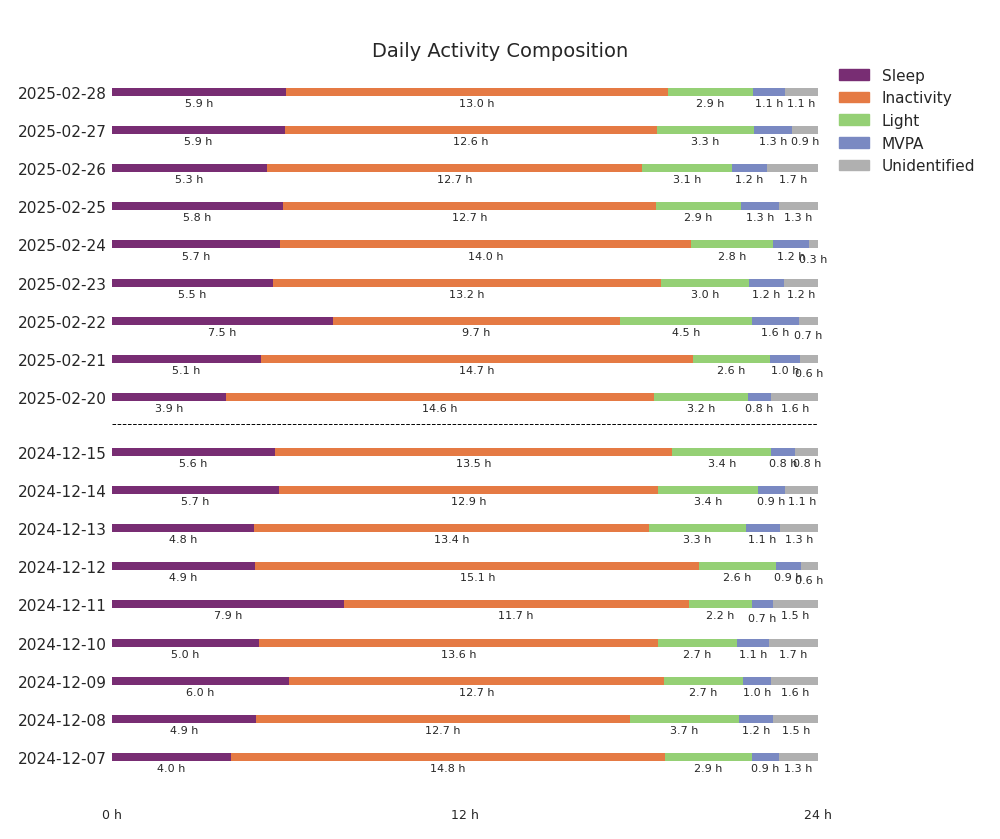 Daily Activity Composition
Sleep
Inactivity
Light
MVPA
Unidentified
2025-02-28
5.9 h 13.0 h 2.9 h 1.1 h 1.1 h
2025-02-27
5.9 h 12.6 h 3.3 h 1.3 h 0.9 h
2025-02-26
5.3 h 12.7 h 3.1 h 1.2 h 1.7 h
2025-02-25
5.8 h 12.7 h 2.9 h 1.3 h 1.3 h
2025-02-24
5.7 h 14.0 h 2.8 h 1.2 h 0.3 h
2025-02-23
5.5 h 13.2 h 3.0 h 1.2 h 1.2 h
2025-02-22
7.5 h 9.7 h 4.5 h 1.6 h 0.7 h
2025-02-21
5.1 h 14.7 h 2.6 h 1.0 h 0.6 h
2025-02-20
3.9 h 14.6 h 3.2 h 0.8 h 1.6 h
2024-12-15
5.6 h 13.5 h 3.4 h 0.8 h 0.8 h
2024-12-14
5.7 h 12.9 h 3.4 h 0.9 h 1.1 h
2024-12-13
4.8 h 13.4 h 3.3 h 1.1 h 1.3 h
2024-12-12
4.9 h 15.1 h 2.6 h 0.9 h 0.6 h
2024-12-11
7.9 h 11.7 h 2.2 h 0.7 h 1.5 h
2024-12-10
5.0 h 13.6 h 2.7 h 1.1 h 1.7 h
2024-12-09
6.0 h 12.7 h 2.7 h 1.0 h 1.6 h
2024-12-08
4.9 h 12.7 h 3.7 h 1.2 h 1.5 h
2024-12-07
4.0 h 14.8 h 2.9 h 0.9 h 1.3 h
0 h 12 h 24 h